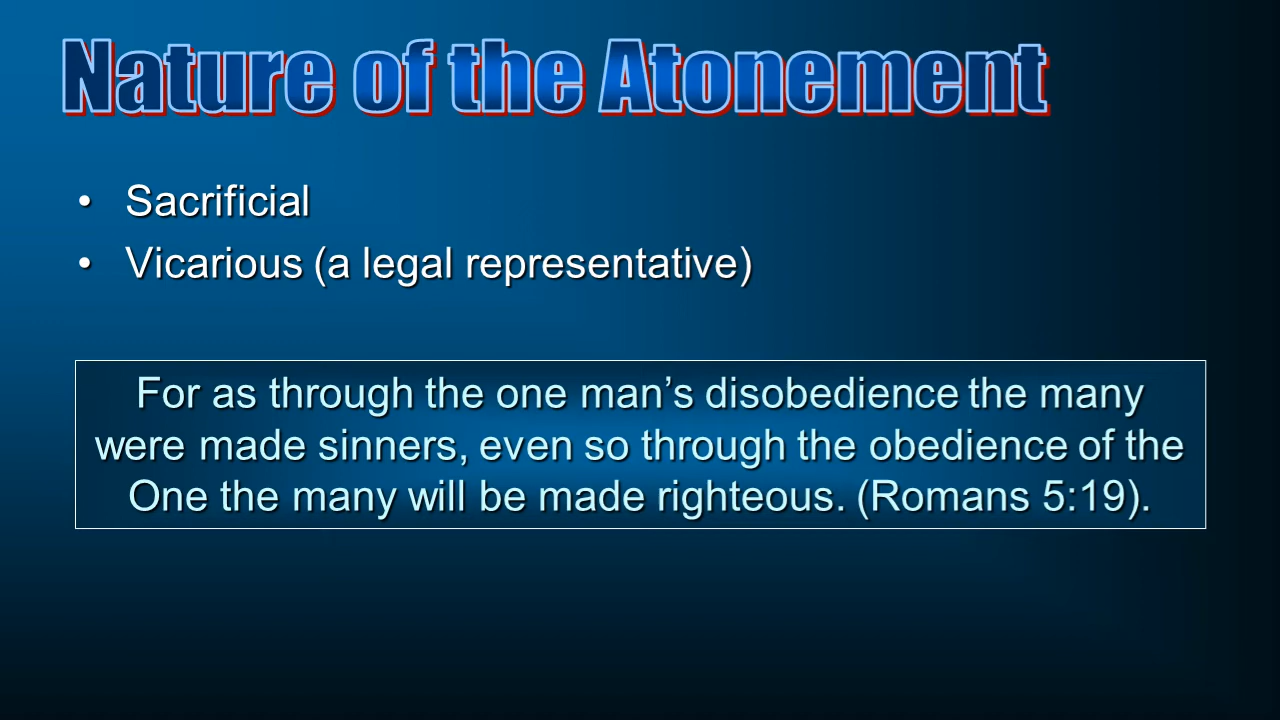 Nature of the Atonement
• Sacrificial
• Vicarious (a legal representative)
For as through the one man’s disobedience the many
were made sinners, even so through the obedience of the
One the many will be made righteous. (Romans 5:19).